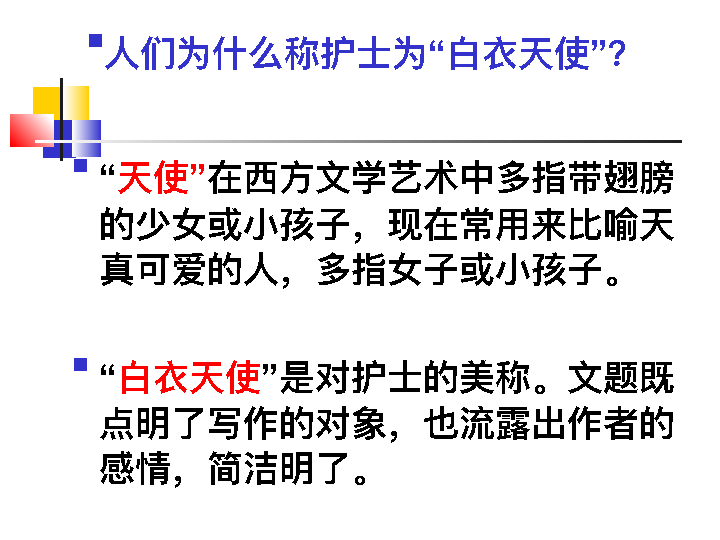 人们为什么称护士为“白衣天使”？
“天使”在西方文学艺术中多指带翅膀
的少女或小孩子，现在常用来比喻天
真可爱的人，多指女子或小孩子。
“白衣天使”是对护士的美称。文题既
点明了写作的对象，也流露出作者的
感情，简洁明了。